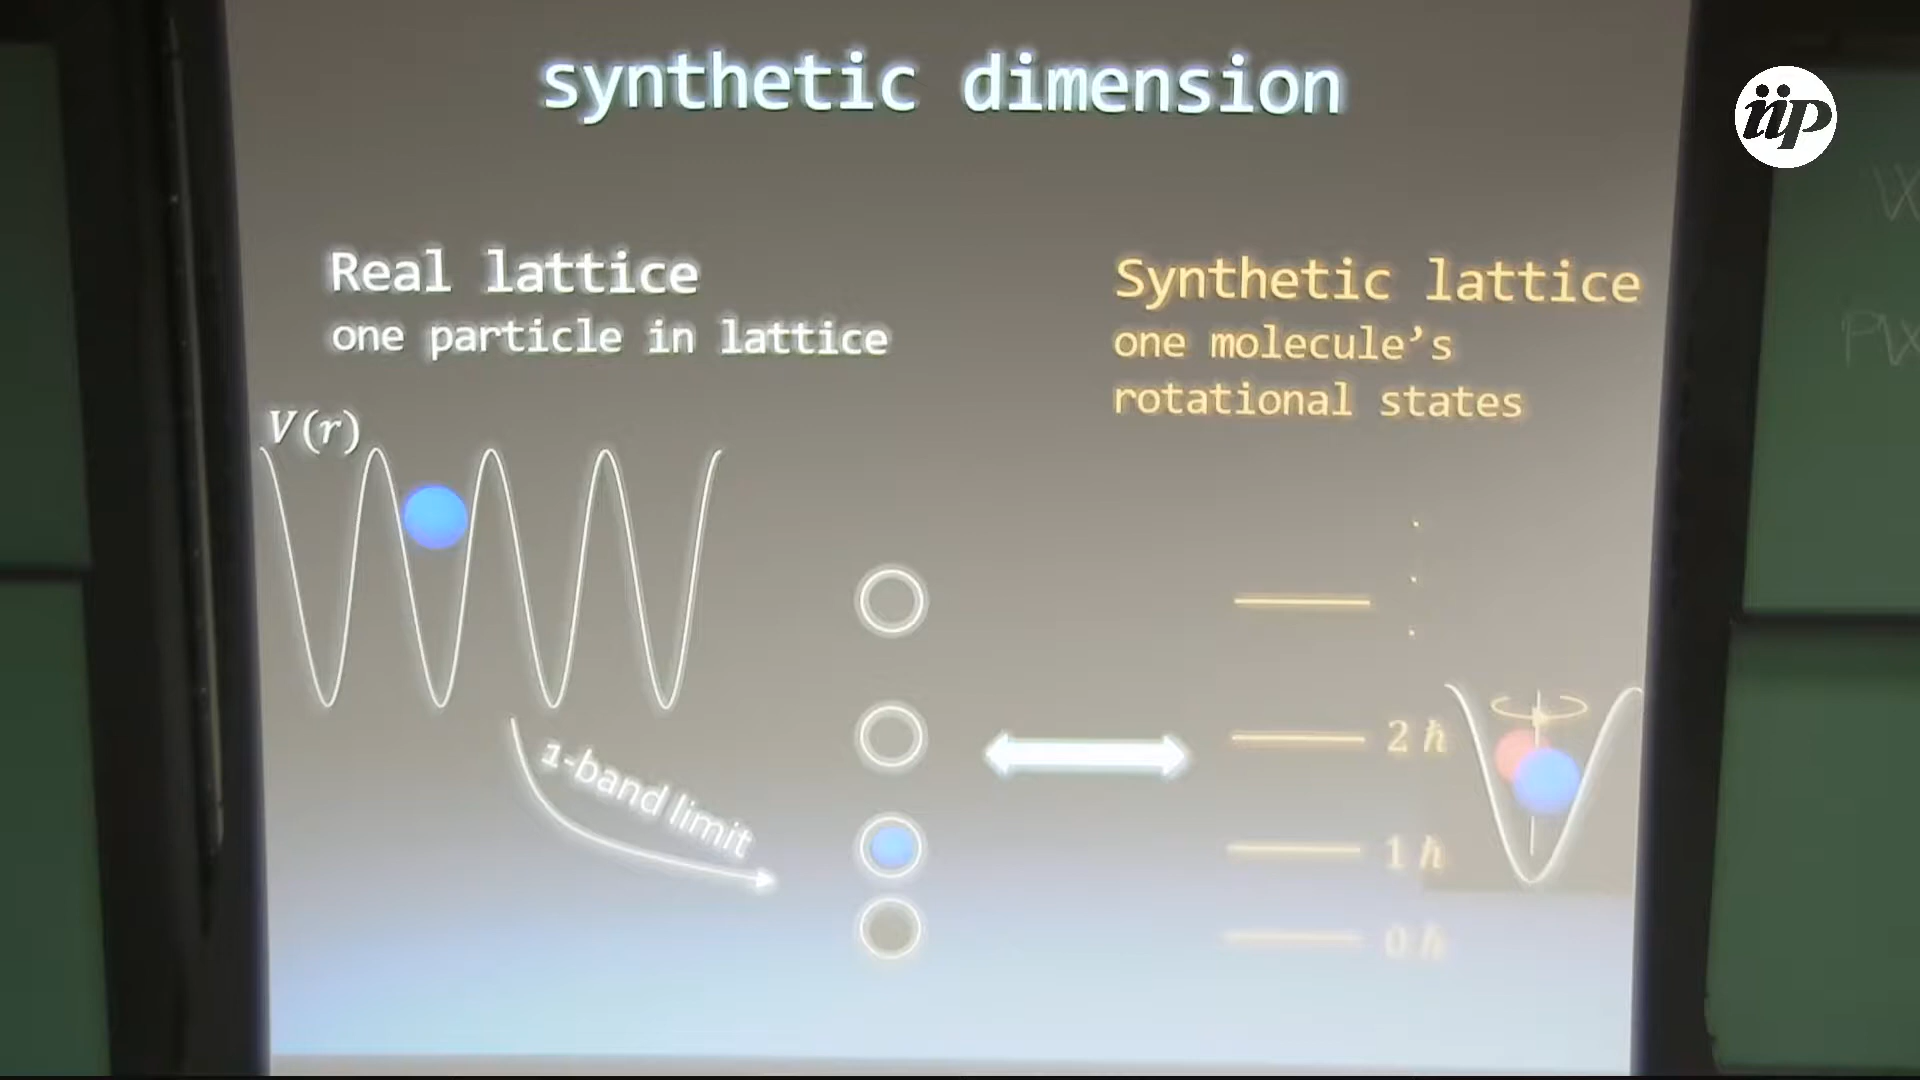 synthetic dimension
iip
Real lattice
one particle in lattice
Synthetic lattice
one molecule's
rotational states
V(r)
1-band limit
2 ℏ
1 ℏ
0 ℏ